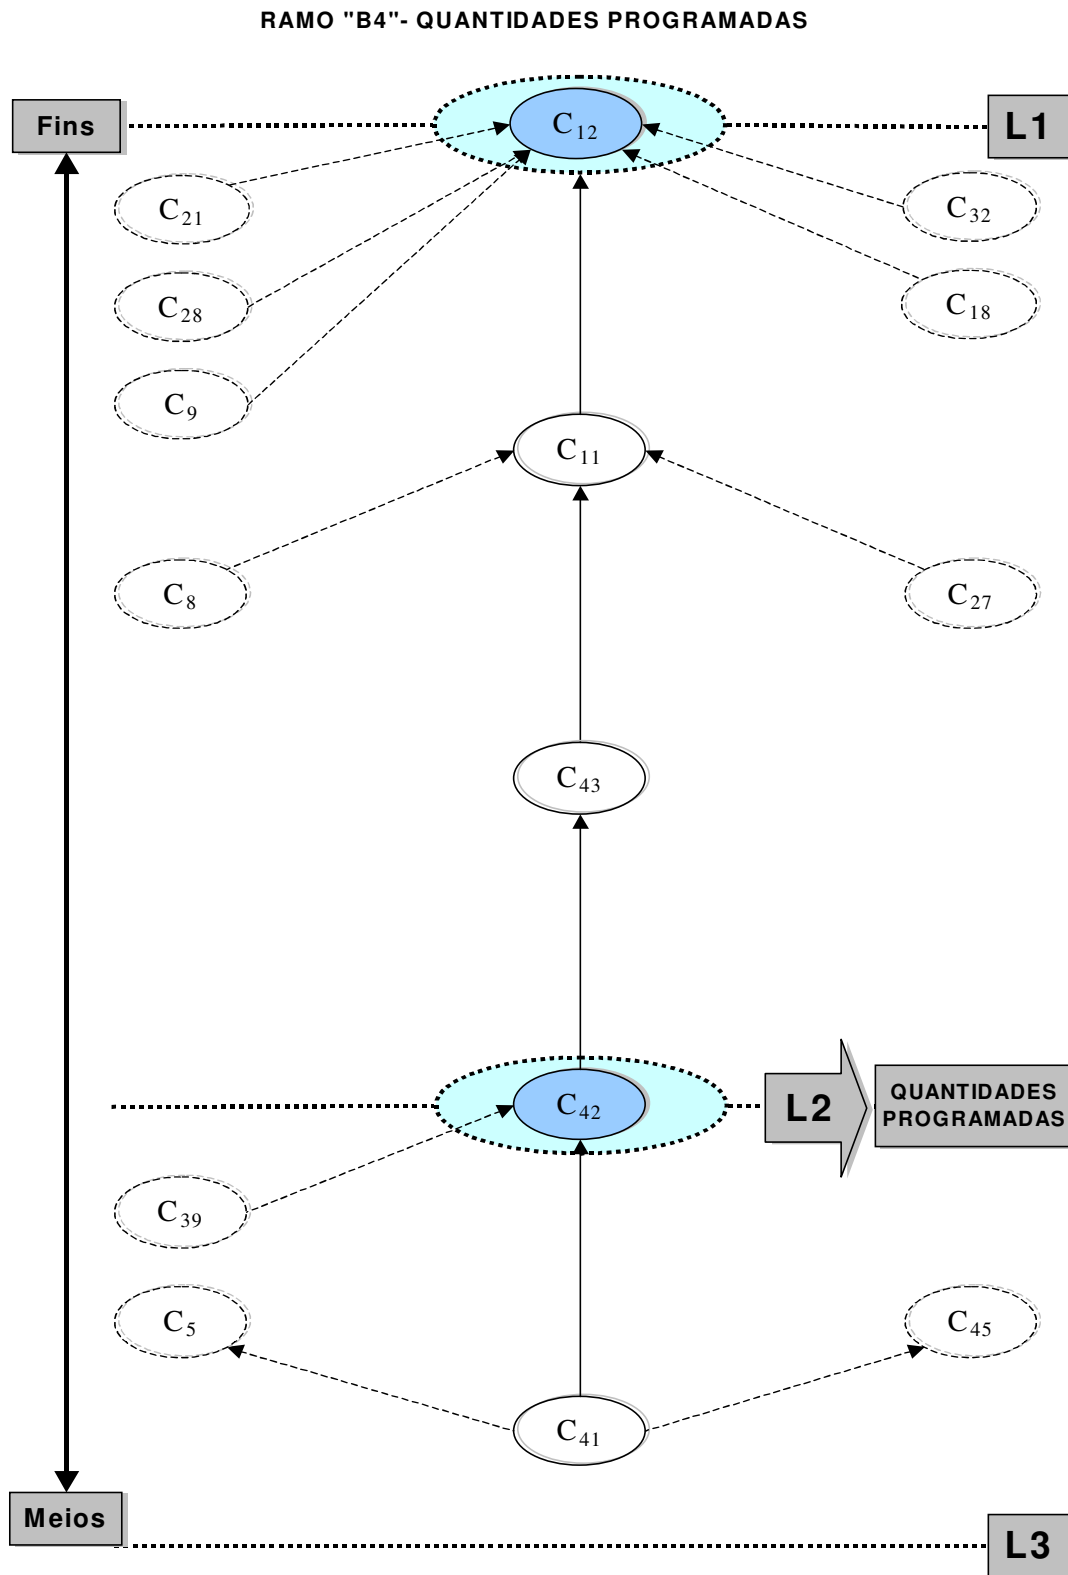 RAMO "B4"- QUANTIDADES PROGRAMADAS
Fins
C12
L1
C21
C32
C28
C18
C9
C11
C8
C27
C43
C42
L2
QUANTIDADES
PROGRAMADAS
C39
C5
C45
C41
Meios
L3